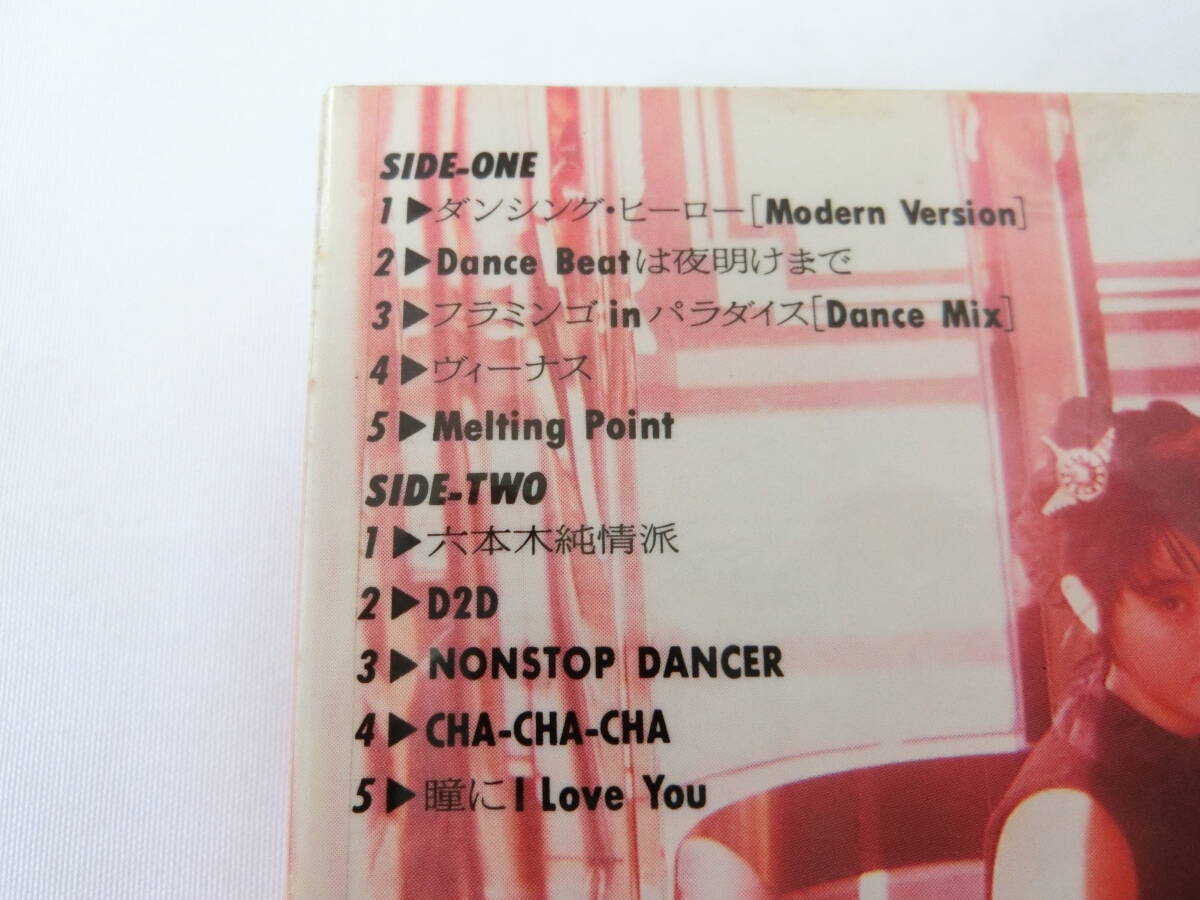 SIDE-ONE
1▶ダンシング・ヒーロー[Modern Version]
2▶Dance Beatは夜明けまで
3▶フラミンゴ in パラダイス[Dance Mix]
4▶ヴィーナス
5▶Melting Point
SIDE-TWO
1▶六本木純情派
2▶D2D
3▶NONSTOP DANCER
4▶CHA-CHA-CHA
5▶瞳に I Love You